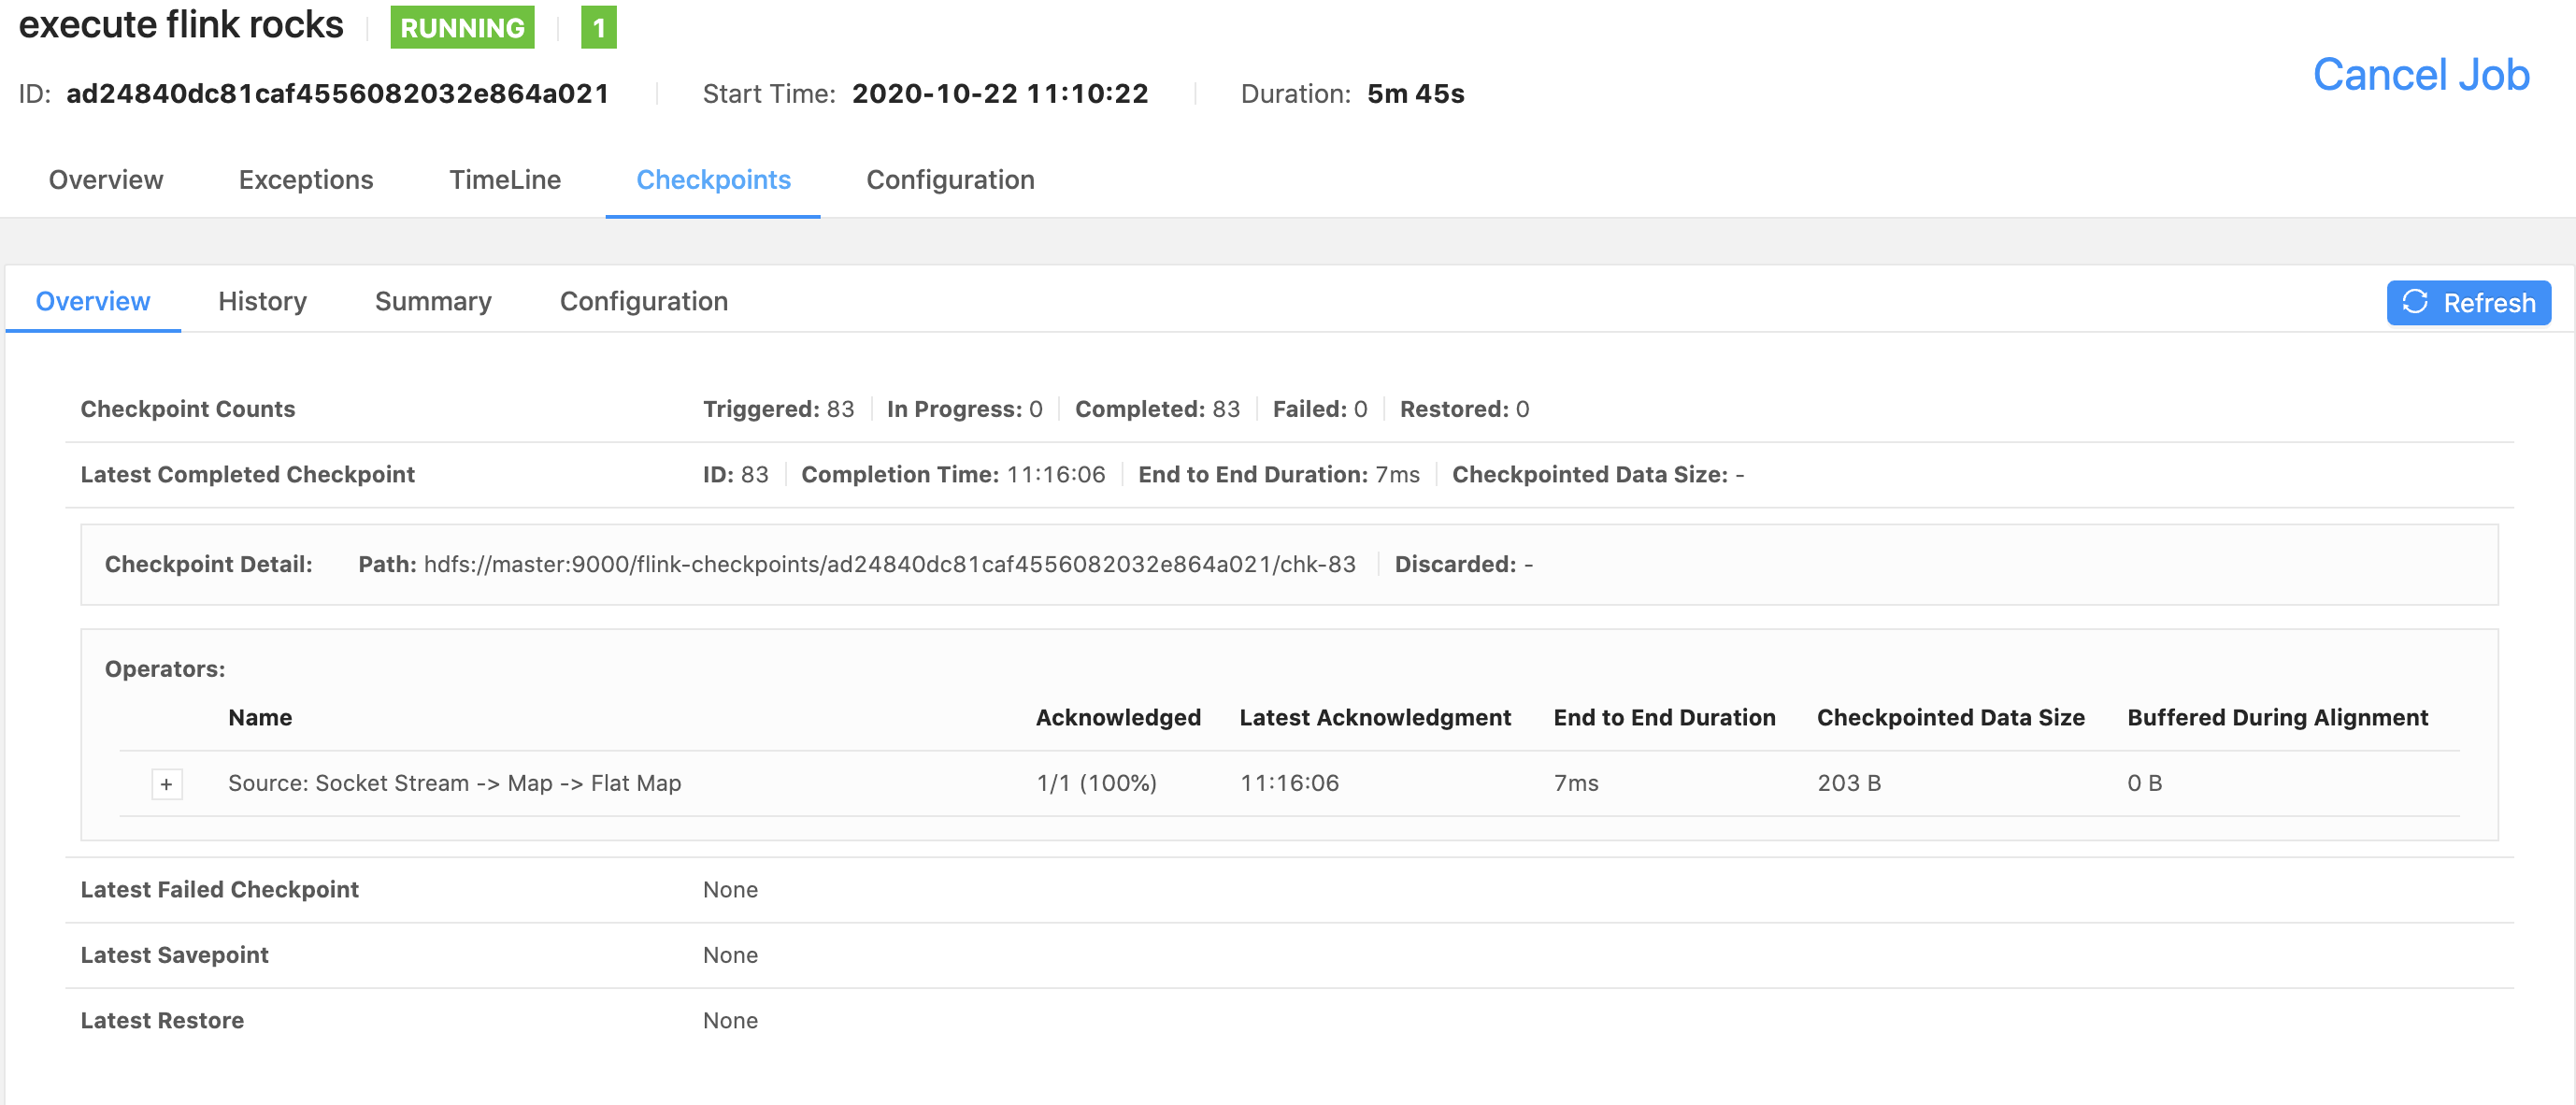 execute flink rocks RUNNING 1
ID: ad24840dc81caf4556082032e864a021 Start Time: 2020-10-22 11:10:22 Duration: 5m 45s Cancel Job
Overview Exceptions TimeLine Checkpoints Configuration
Overview History Summary Configuration Refresh
Checkpoint Counts Triggered: 83 In Progress: 0 Completed: 83 Failed: 0 Restored: 0
Latest Completed Checkpoint ID: 83 Completion Time: 11:16:06 End to End Duration: 7ms Checkpointed Data Size: -
Checkpoint Detail: Path: hdfs://master:9000/flink-checkpoints/ad24840dc81caf4556082032e864a021/chk-83 Discarded: -
Operators:
Name Acknowledged Latest Acknowledgment End to End Duration Checkpointed Data Size Buffered During Alignment
+ Source: Socket Stream -> Map -> Flat Map 1/1 (100%) 11:16:06 7ms 203 B 0 B
Latest Failed Checkpoint None
Latest Savepoint None
Latest Restore None